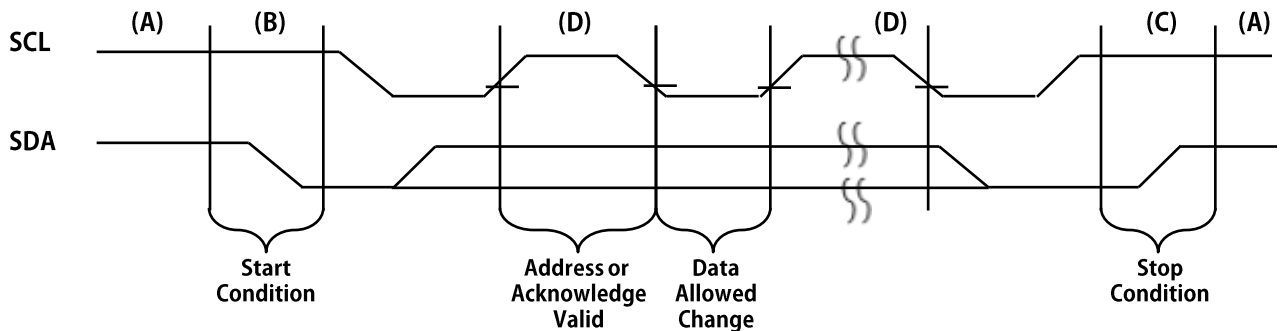 (A) (B) (D) (D) (C) (A)
SCL
SDA
Start
Condition
Address or
Acknowledge
Valid
Data
Allowed
Change
Stop
Condition